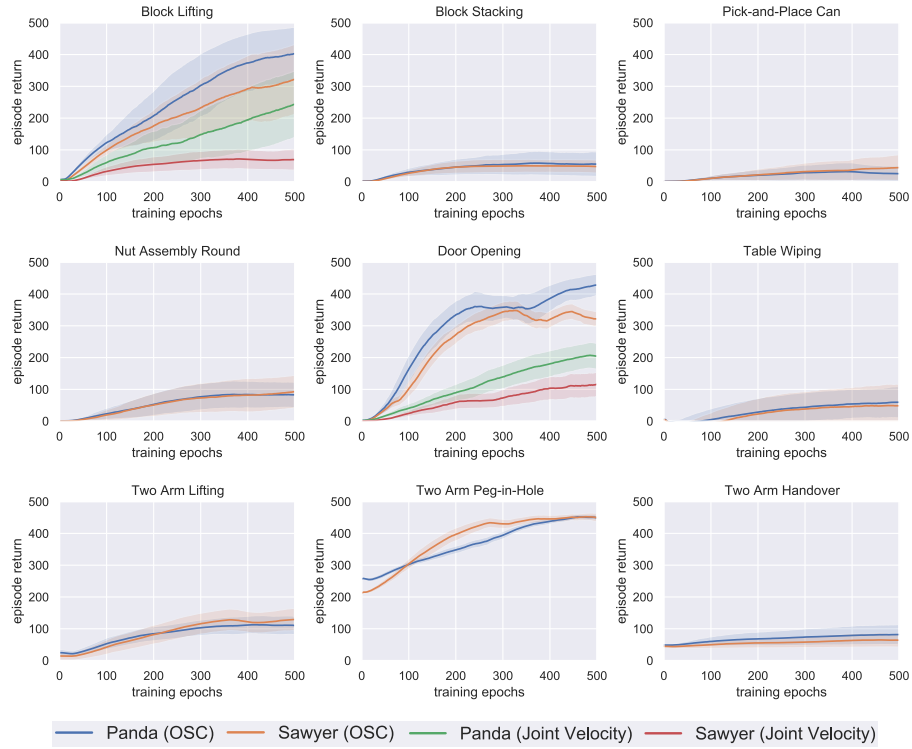 Block Lifting
Block Stacking
Pick-and-Place Can
500
400
300
200
100
0
episode return
0 100 200 300 400 500
training epochs
500
400
300
200
100
0
episode return
0 100 200 300 400 500
training epochs
500
400
300
200
100
0
episode return
0 100 200 300 400 500
training epochs
Nut Assembly Round
Door Opening
Table Wiping
500
400
300
200
100
0
episode return
0 100 200 300 400 500
training epochs
500
400
300
200
100
0
episode return
0 100 200 300 400 500
training epochs
500
400
300
200
100
0
episode return
0 100 200 300 400 500
training epochs
Two Arm Lifting
Two Arm Peg-in-Hole
Two Arm Handover
500
400
300
200
100
0
episode return
0 100 200 300 400 500
training epochs
500
400
300
200
100
0
episode return
0 100 200 300 400 500
training epochs
500
400
300
200
100
0
episode return
0 100 200 300 400 500
training epochs
Panda (OSC) Sawyer (OSC) Panda (Joint Velocity) Sawyer (Joint Velocity)